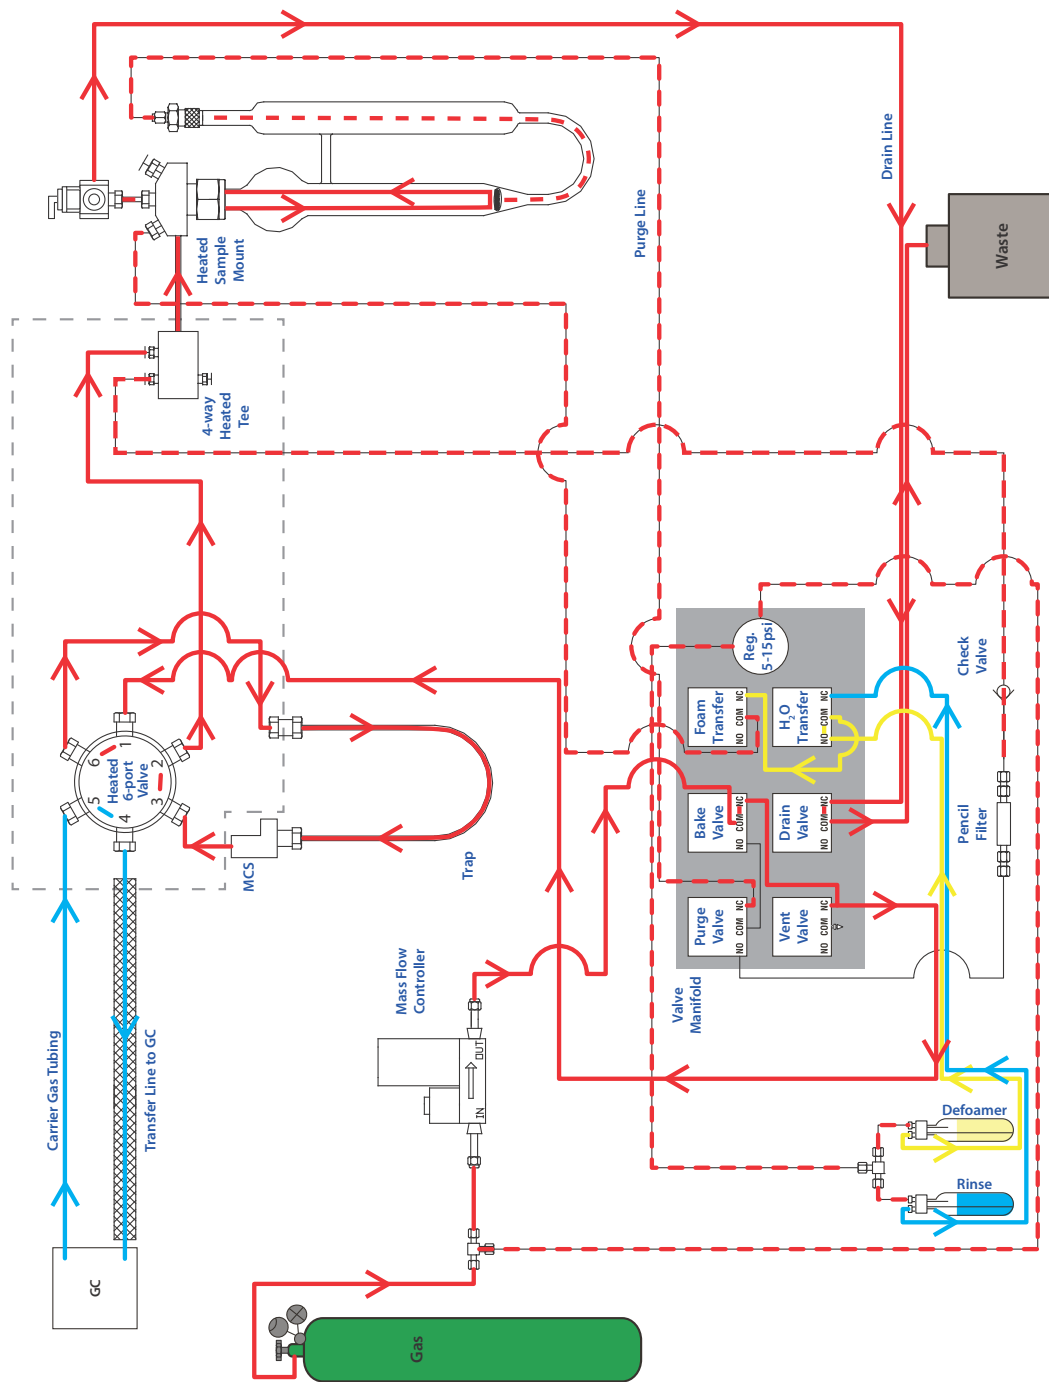 Drain Line
Purge Line
Waste
Heated
Sample
Mount
4-way
Heated
Tee
Check
Valve
Pencil
Filter
Reg.
5-15psi
Foam
Transfer
NO COM NC
H2O
Transfer
NO COM NC
Bake
Valve
NO COM NC
Drain
Valve
NO COM NC
Purge
Valve
NO COM NC
Vent
Valve
NO COM NC
Valve
Manifold
Heated
6-port
Valve
1
2
3
4
5
6
MCS
Trap
Mass Flow
Controller
IN
OUT
Carrier Gas Tubing
Transfer Line to GC
GC
Defoamer
Rinse
Gas